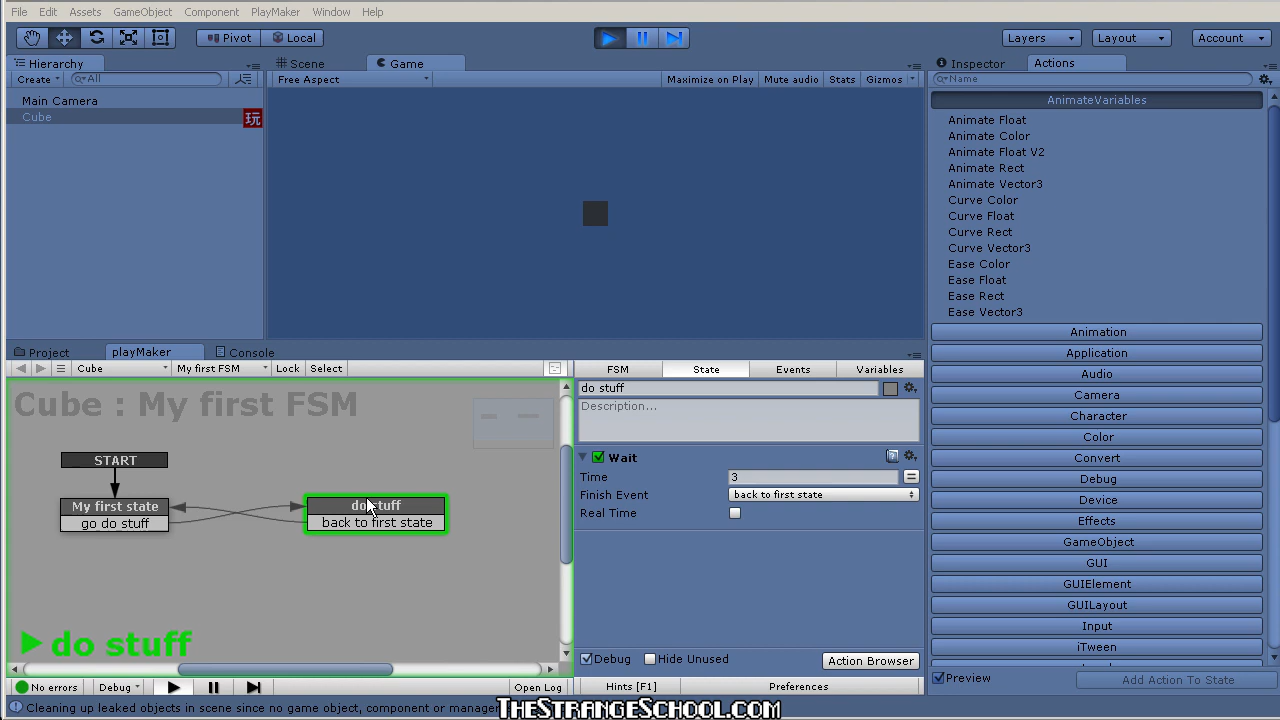 File Edit Assets GameObject Component PlayMaker Window Help
Pivot Local Layers Layout Account
Hierarchy Scene Game Inspector Actions
Create All Free Aspect Maximize on Play Mute audio Stats Gizmos Name
Main Camera
Cube 玩
AnimateVariables
Animate Float
Animate Color
Animate Float V2
Animate Rect
Animate Vector3
Curve Color
Curve Float
Curve Rect
Curve Vector3
Ease Color
Ease Float
Ease Rect
Ease Vector3
Animation
Application
Audio
Camera
Character
Color
Convert
Debug
Device
Effects
GameObject
GUI
GUIElement
GUILayout
Input
iTween
Preview Add Action To State
Project playMaker Console
Cube My first FSM Lock Select FSM State Events Variables
Cube : My first FSM
START
My first state
go do stuff
do stuff
back to first state
do stuff
do stuff
Description...
Wait
Time 3
Finish Event back to first state
Real Time
Debug Hide Unused Action Browser
No errors Debug Open Log Hints [F1] Preferences
Cleaning up leaked objects in scene since no game object, component or manager
TheStrangeSchool.com